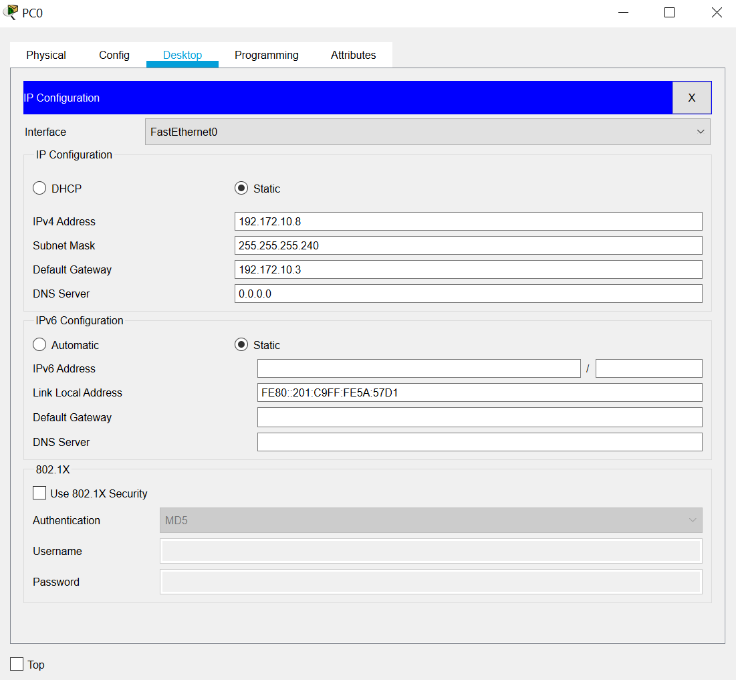 PC0
Physical Config Desktop Programming Attributes
IP Configuration X
Interface FastEthernet0
IP Configuration
DHCP Static
IPv4 Address 192.172.10.8
Subnet Mask 255.255.255.240
Default Gateway 192.172.10.3
DNS Server 0.0.0.0
IPv6 Configuration
Automatic Static
IPv6 Address /
Link Local Address FE80::201:C9FF:FE5A:57D1
Default Gateway
DNS Server
802.1X
Use 802.1X Security
Authentication MD5
Username
Password
Top